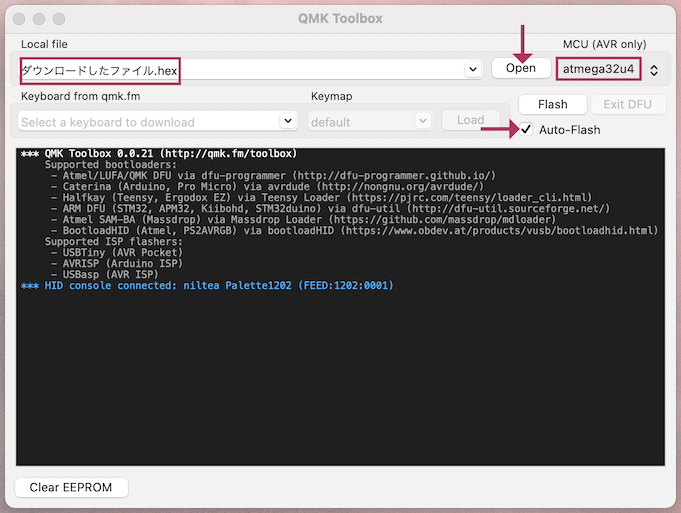 QMK Toolbox
Local file
MCU (AVR only)
ダウンロードしたファイル.hex
Open
atmega32u4
Keyboard from qmk.fm
Keymap
Flash
Exit DFU
Select a keyboard to download
default
Load
Auto-Flash
*** QMK Toolbox 0.0.21 (http://qmk.fm/toolbox)
Supported bootloaders:
- Atmel/LUFA/QMK DFU via dfu-programmer (http://dfu-programmer.github.io/)
- Caterina (Arduino, Pro Micro) via avrdude (http://nongnu.org/avrdude/)
- Halfkay (Teensy, Ergodox EZ) via Teensy Loader (https://pjrc.com/teensy/loader_cli.html)
- ARM DFU (STM32, APM32, Kiibohd, STM32duino) via dfu-util (http://dfu-util.sourceforge.net/)
- Atmel SAM-BA (Massdrop) via Massdrop Loader (https://github.com/massdrop/mdloader)
- BootloadHID (Atmel, PS2AVRGB) via bootloadHID (https://www.obdev.at/products/vusb/bootloadhid.html)
Supported ISP flashers:
- USBTiny (AVR Pocket)
- AVRISP (Arduino ISP)
- USBasp (AVR ISP)
*** HID console connected: niltea Palette1202 (FEED:1202:0001)
Clear EEPROM